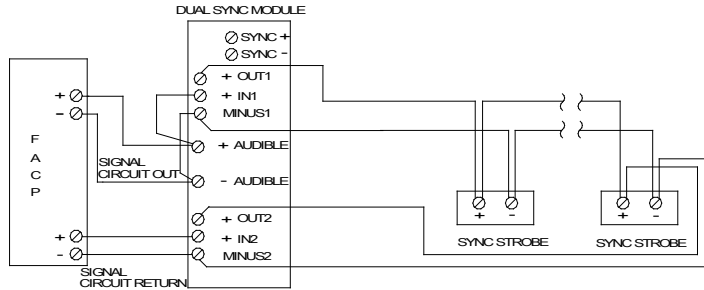 DUAL SYNC MODULE
SYNC +
SYNC -
+ OUT1
+ IN1
MINUS1
+ AUDIBLE
- AUDIBLE
+ OUT2
+ IN2
MINUS2
+
-
F
A
C
P
+
-
SIGNAL
CIRCUIT OUT
SIGNAL
CIRCUIT RETURN
+ -
SYNC STROBE
+ -
SYNC STROBE